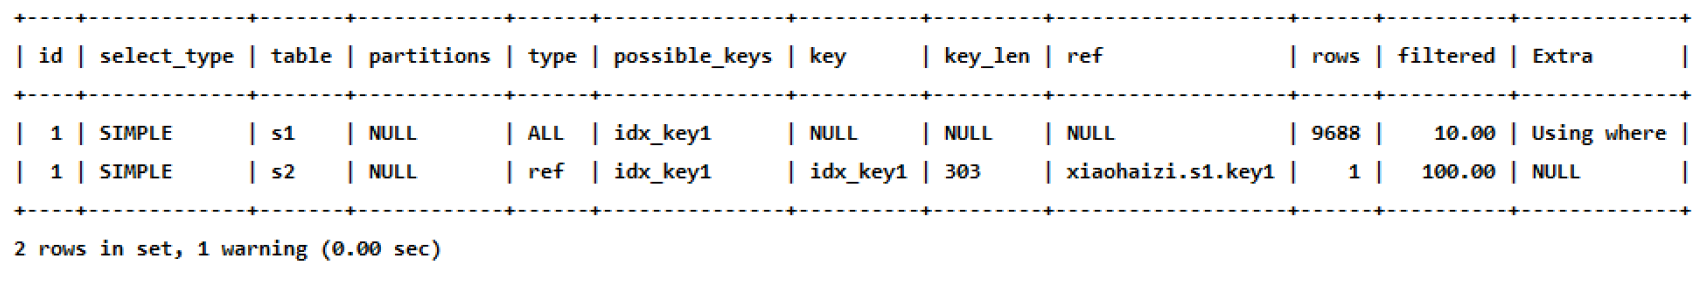 +----+-------------+-------+------------+------+---------------+----------+---------+-------------------+------+----------+-------------+
| id | select_type | table | partitions | type | possible_keys | key      | key_len | ref               | rows | filtered | Extra       |
+----+-------------+-------+------------+------+---------------+----------+---------+-------------------+------+----------+-------------+
|  1 | SIMPLE      | s1    | NULL       | ALL  | idx_key1      | NULL     | NULL    | NULL              | 9688 |    10.00 | Using where |
|  1 | SIMPLE      | s2    | NULL       | ref  | idx_key1      | idx_key1 | 303     | xiaohaizi.s1.key1 |    1 |   100.00 | NULL        |
+----+-------------+-------+------------+------+---------------+----------+---------+-------------------+------+----------+-------------+
2 rows in set, 1 warning (0.00 sec)